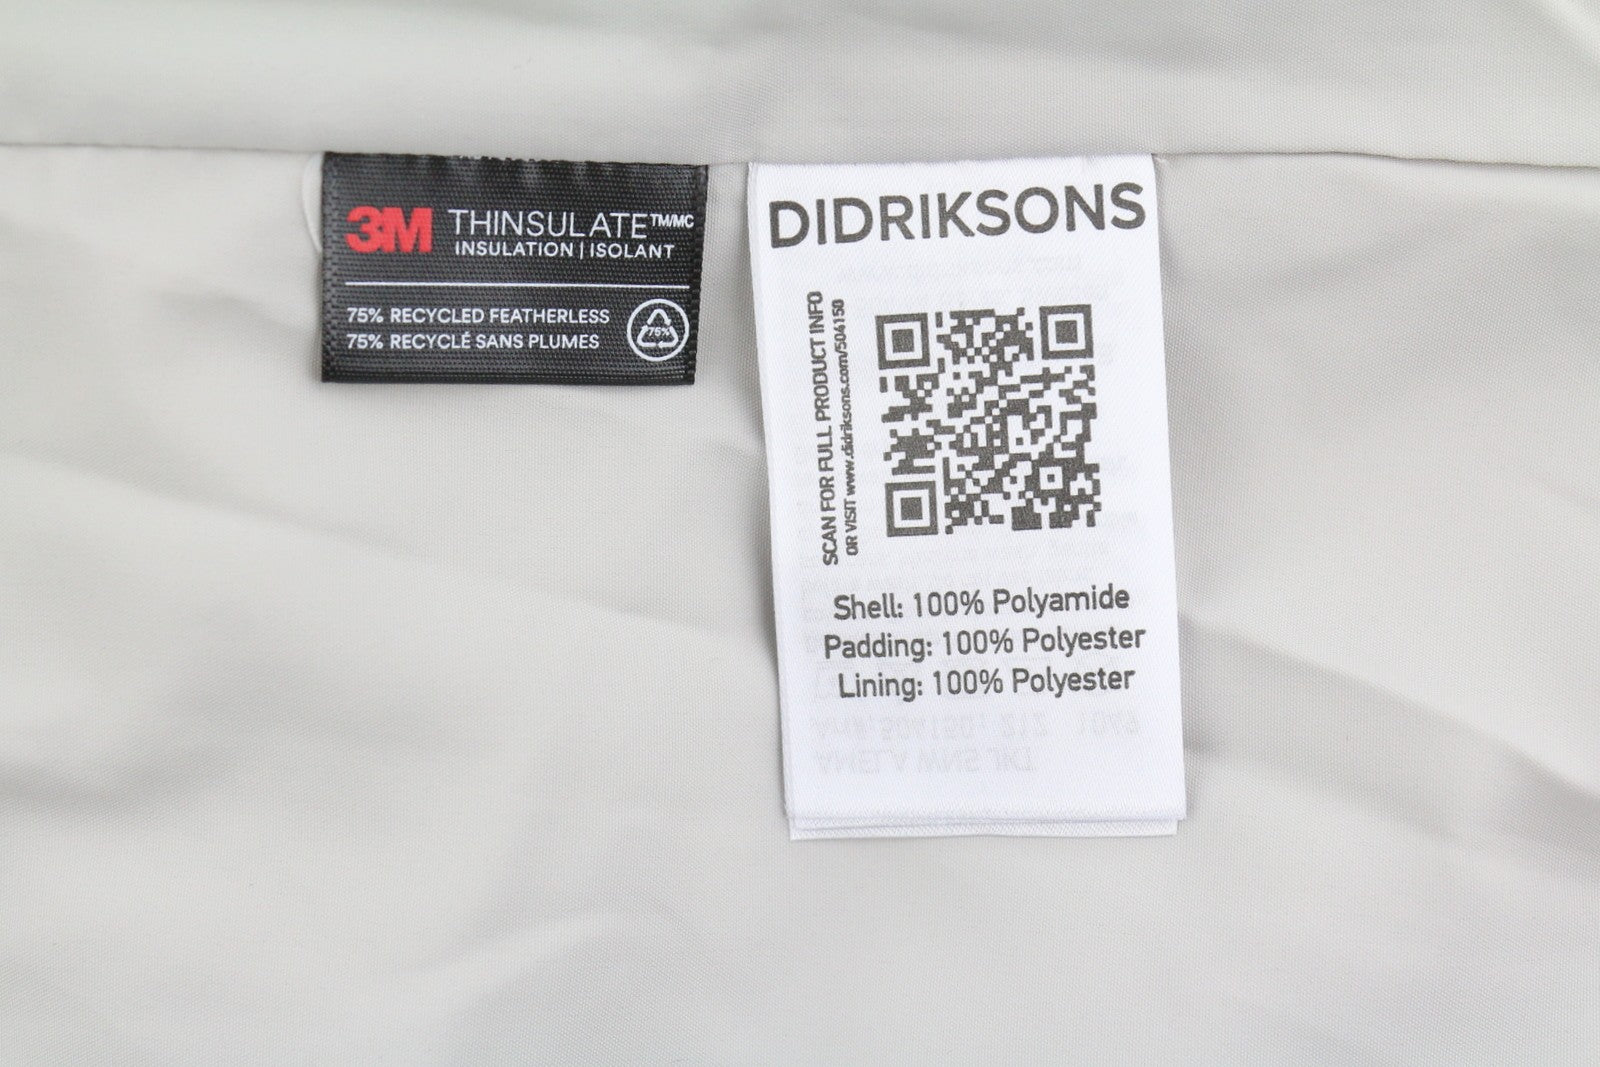 3M THINSULATE™/MC
INSULATION | ISOLANT
75% RECYCLED FEATHERLESS
75% RECYCLÉ SANS PLUMES
75%
DIDRIKSONS
SCAN FOR FULL PRODUCT INFO
OR VISIT www.didriksons.com/504150
Shell: 100% Polyamide
Padding: 100% Polyester
Lining: 100% Polyester